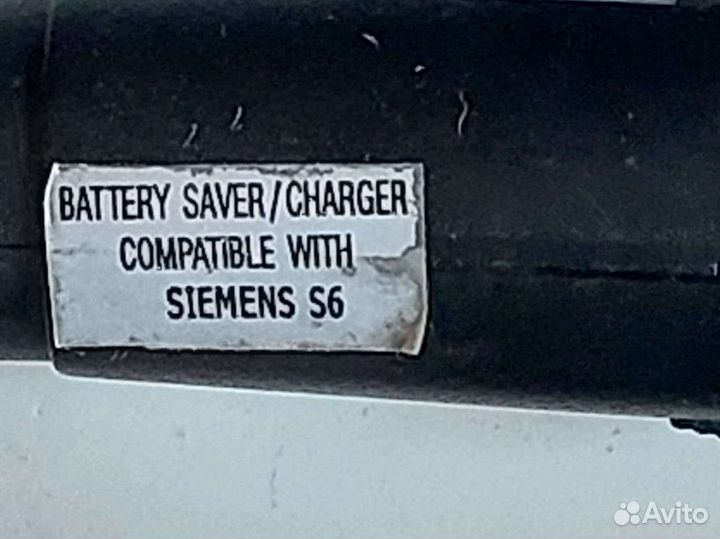 BATTERY SAVER/CHARGER
COMPATIBLE WITH
SIEMENS S6
Avito